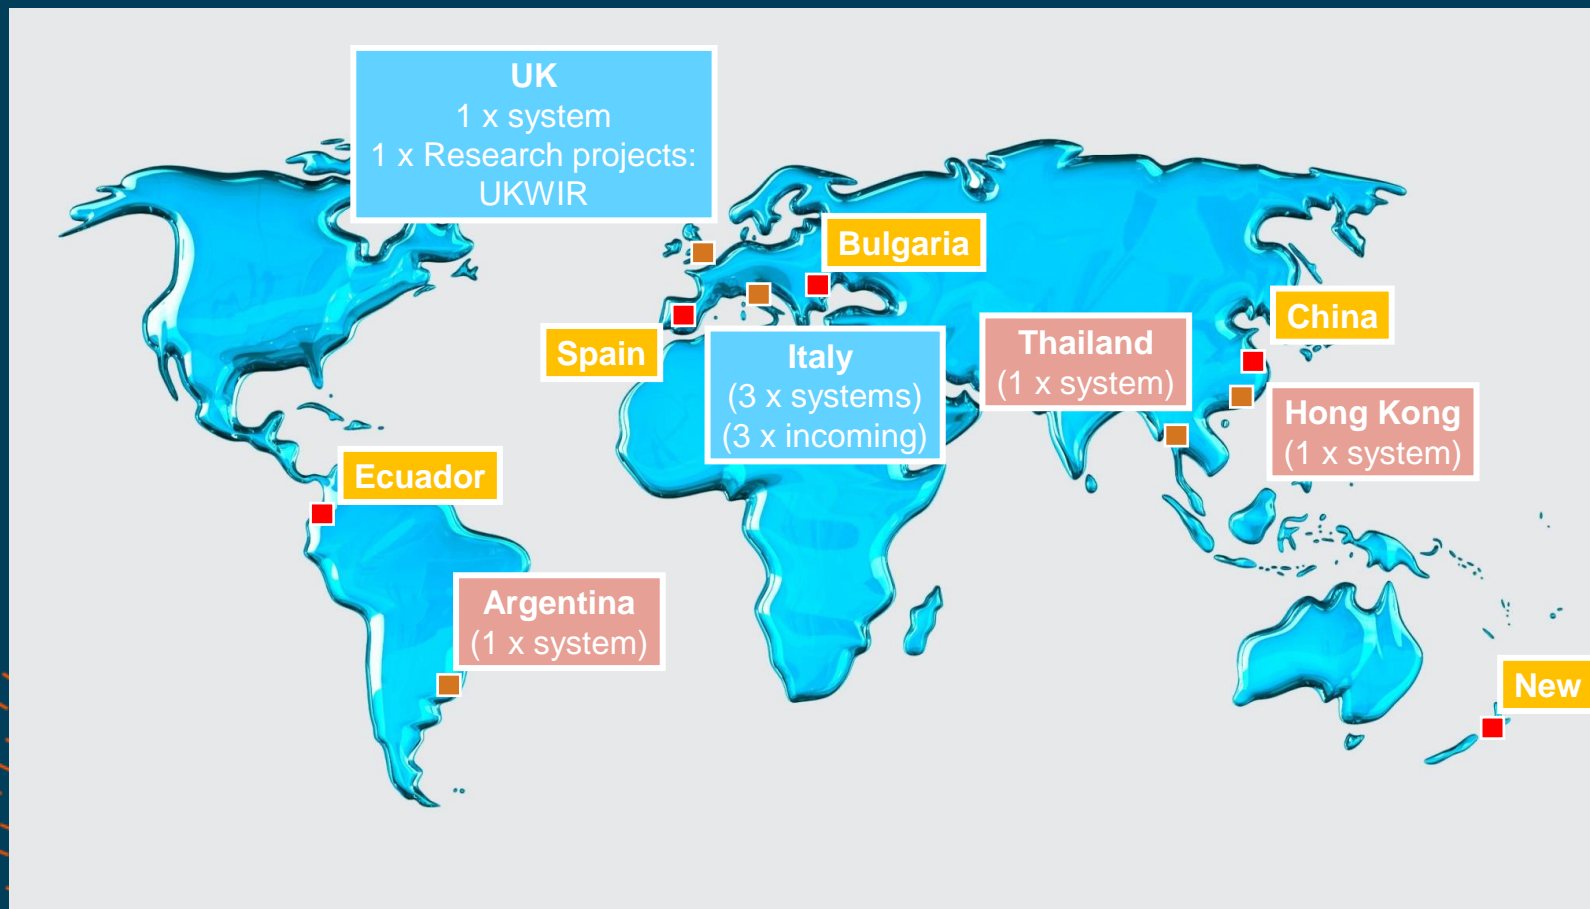 UK
1 x system
1 x Research projects:
UKWIR
Bulgaria
China
Spain
Italy
(3 x systems)
(3 x incoming)
Thailand
(1 x system)
Hong Kong
(1 x system)
Ecuador
Argentina
(1 x system)
New